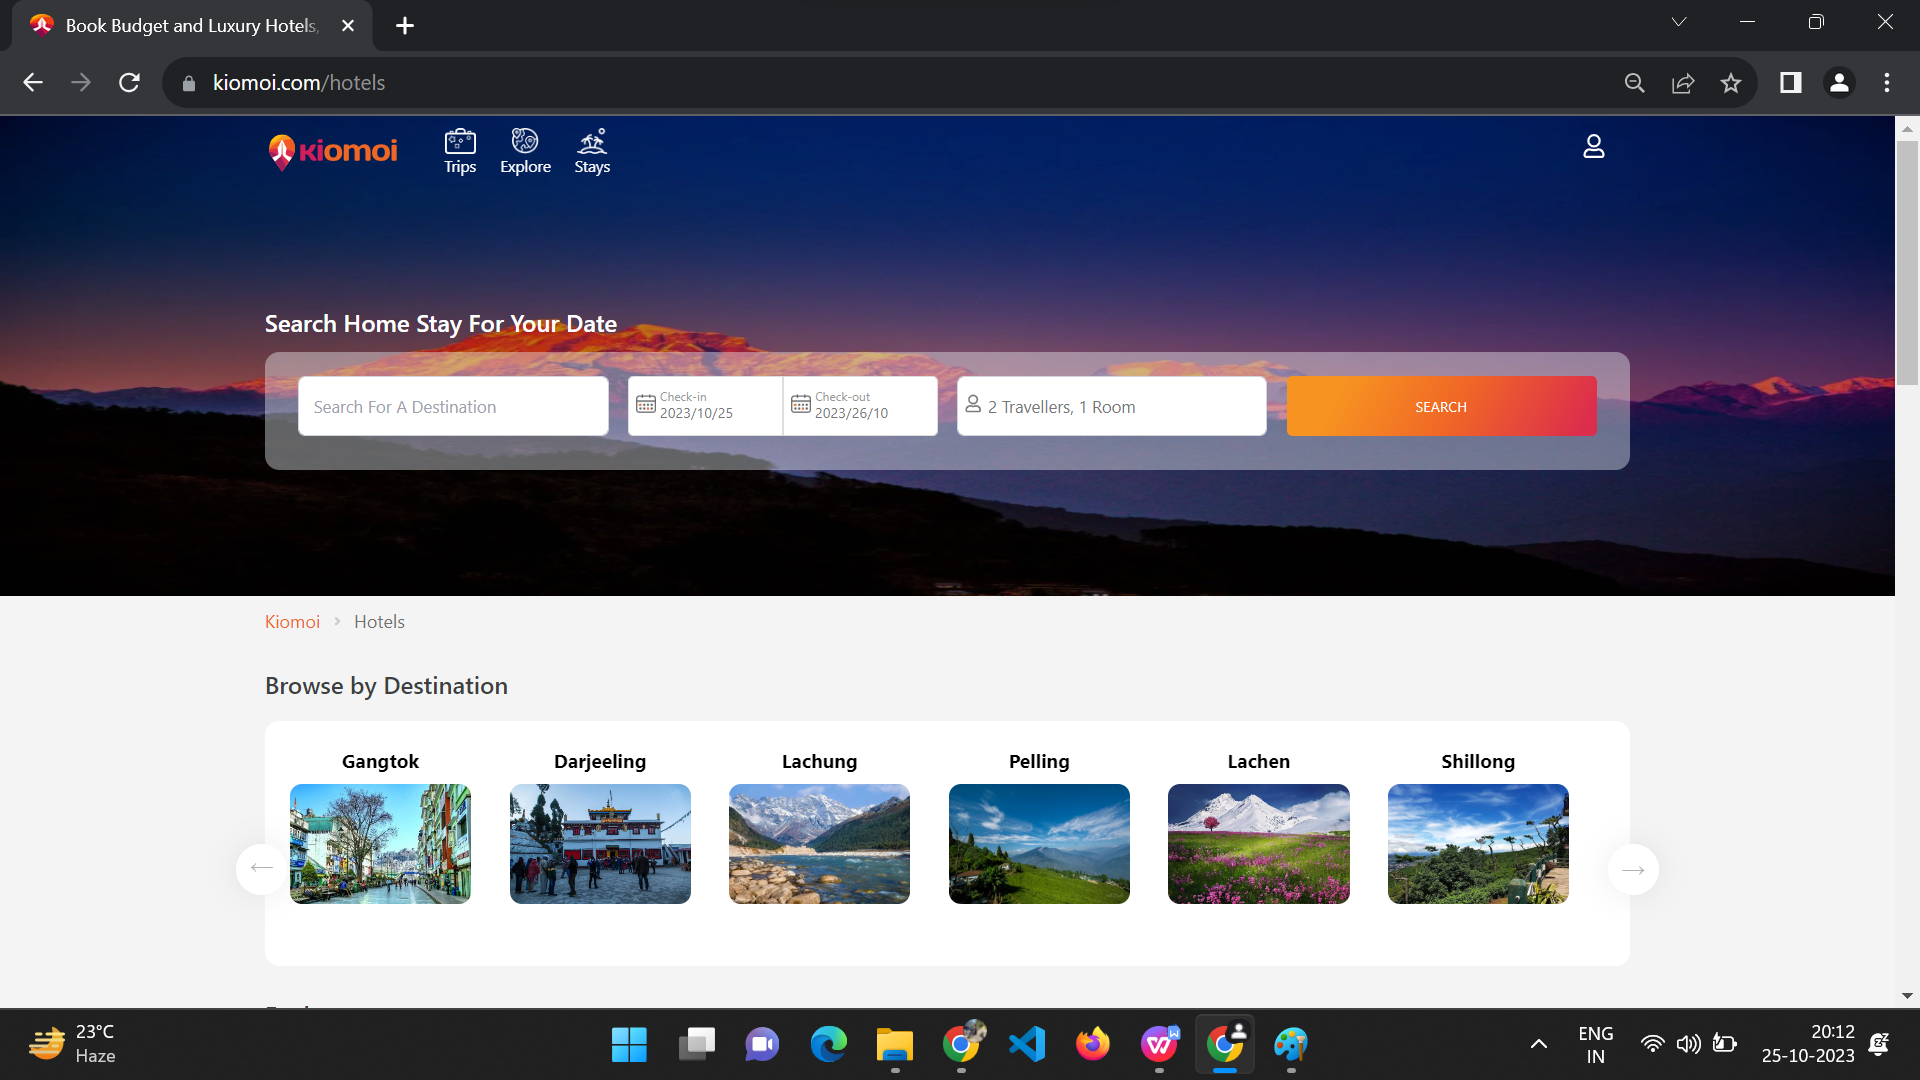 Book Budget and Luxury Hotels,
kiomoi.com/hotels
kiomoi
Trips
Explore
Stays
Search Home Stay For Your Date
Search For A Destination
Check-in
2023/10/25
Check-out
2023/26/10
2 Travellers, 1 Room
SEARCH
Kiomoi > Hotels
Browse by Destination
Gangtok
Darjeeling
Lachung
Pelling
Lachen
Shillong
23°C
Haze
ENG
IN
20:12
25-10-2023